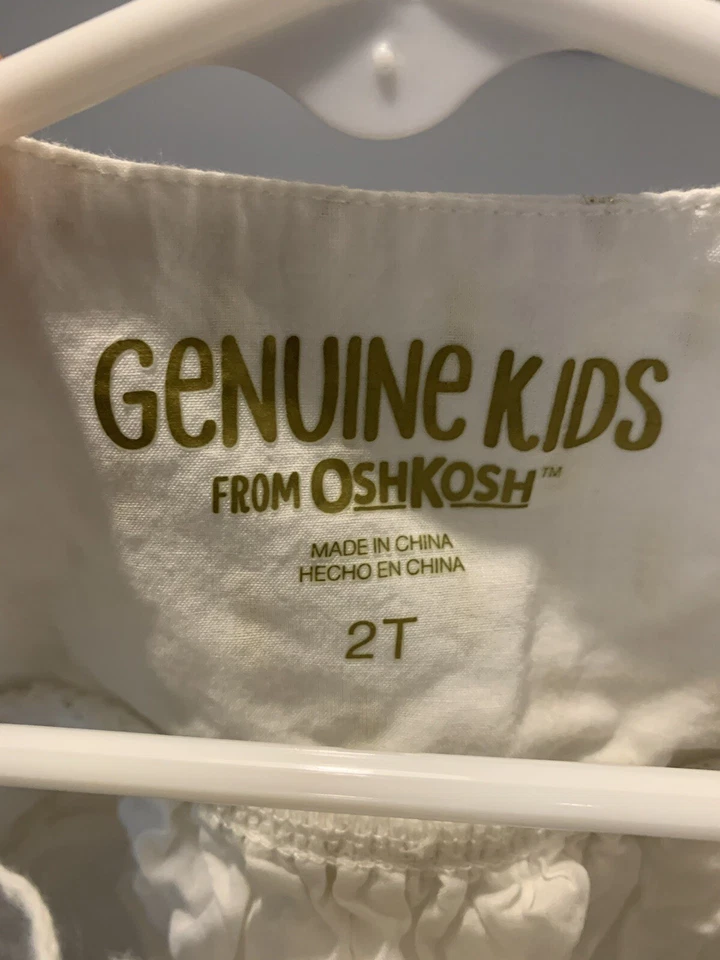 GeNUINe KIDS
FROM OSHKOSH™
MADE IN CHINA
HECHO EN CHINA
2T